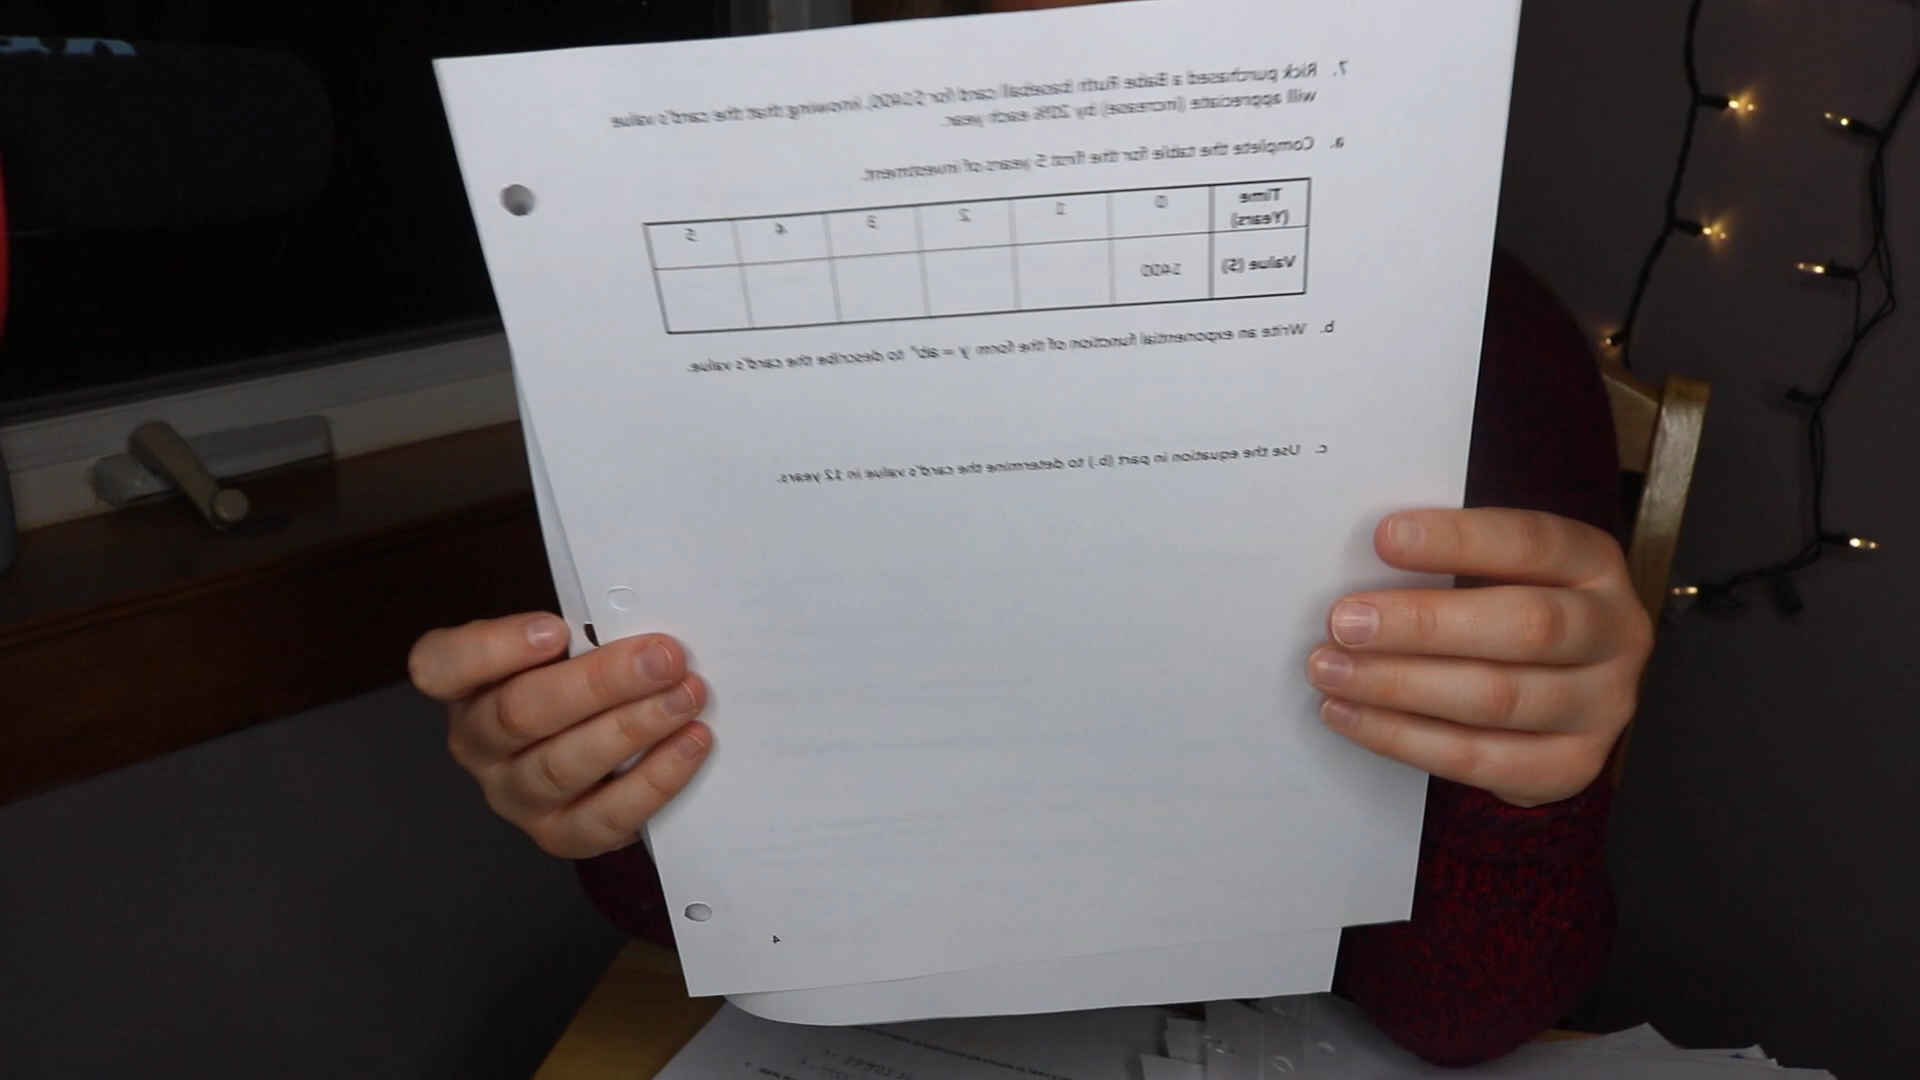 7. Rick purchased a Babe Ruth baseball card for $1400, knowing that the card's value
will appreciate (increase) by 20% each year.
a. Complete the table for the first 5 years of investment.
Time (Years) 0 1 2 3 4 5
Value ($) 1400
b. Write an exponential function of the form y = abˣ to describe the card's value.
c. Use the equation in part (b.) to determine the card's value in 12 years.
4